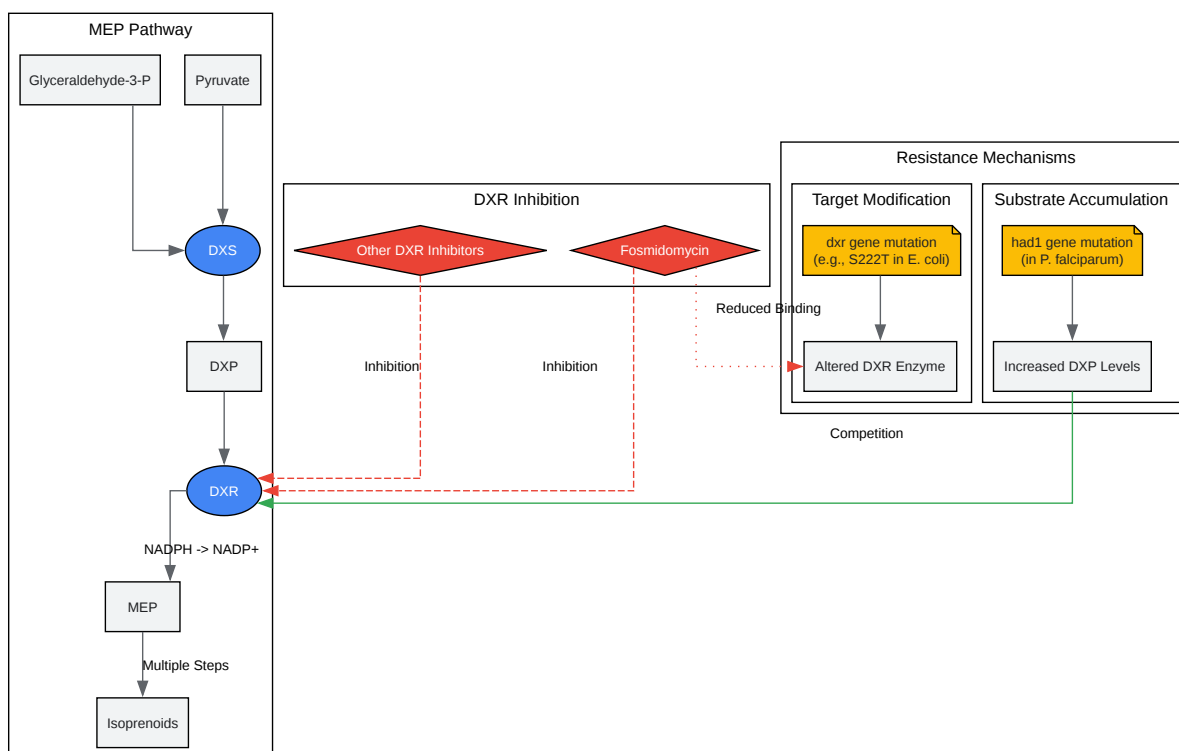 MEP Pathway
Glyceraldehyde-3-P
Pyruvate
DXS
DXP
DXR
NADPH -> NADP+
MEP
Multiple Steps
Isoprenoids
DXR Inhibition
Other DXR Inhibitors
Fosmidomycin
Inhibition
Inhibition
Reduced Binding
Resistance Mechanisms
Target Modification
dxr gene mutation
(e.g., S222T in E. coli)
Altered DXR Enzyme
Substrate Accumulation
had1 gene mutation
(in P. falciparum)
Increased DXP Levels
Competition